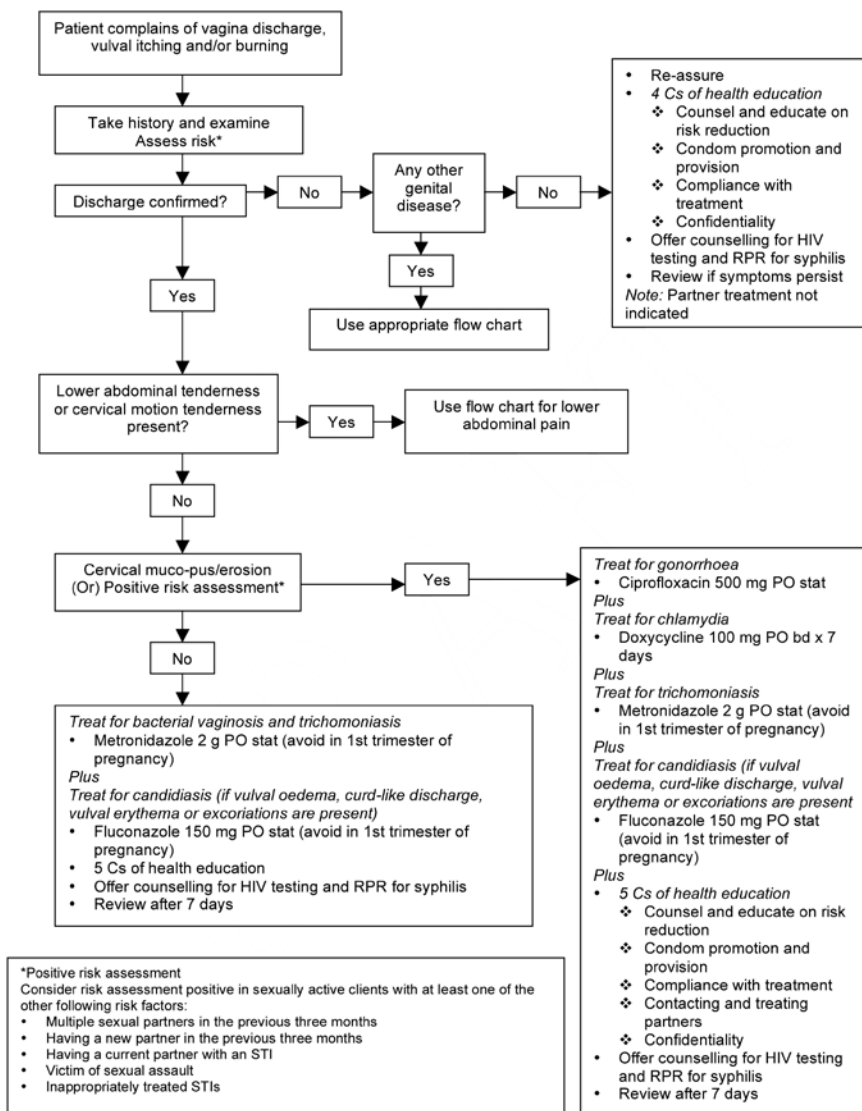 Patient complains of vagina discharge,
vulval itching and/or burning
Take history and examine
Assess risk*
Discharge confirmed?
No
Any other
genital
disease?
No
• Re-assure
• 4 Cs of health education
❖ Counsel and educate on
risk reduction
❖ Condom promotion and
provision
❖ Compliance with
treatment
❖ Confidentiality
• Offer counselling for HIV
testing and RPR for syphilis
• Review if symptoms persist
Note: Partner treatment not
indicated
Yes
Use appropriate flow chart
Yes
Lower abdominal tenderness
or cervical motion tenderness
present?
Yes
Use flow chart for lower
abdominal pain
No
Cervical muco-pus/erosion
(Or) Positive risk assessment*
Yes
Treat for gonorrhoea
• Ciprofloxacin 500 mg PO stat
Plus
Treat for chlamydia
• Doxycycline 100 mg PO bd x 7
days
Plus
Treat for trichomoniasis
• Metronidazole 2 g PO stat (avoid
in 1st trimester of pregnancy)
Plus
Treat for candidiasis (if vulval
oedema, curd-like discharge, vulval
erythema or excoriations are present
• Fluconazole 150 mg PO stat
(avoid in 1st trimester of
pregnancy)
Plus
• 5 Cs of health education
❖ Counsel and educate on risk
reduction
❖ Condom promotion and
provision
❖ Compliance with treatment
❖ Contacting and treating
partners
❖ Confidentiality
• Offer counselling for HIV testing
and RPR for syphilis
• Review after 7 days
No
Treat for bacterial vaginosis and trichomoniasis
• Metronidazole 2 g PO stat (avoid in 1st trimester of
pregnancy)
Plus
Treat for candidiasis (if vulval oedema, curd-like discharge,
vulval erythema or excoriations are present)
• Fluconazole 150 mg PO stat (avoid in 1st trimester of
pregnancy)
• 5 Cs of health education
• Offer counselling for HIV testing and RPR for syphilis
• Review after 7 days
*Positive risk assessment
Consider risk assessment positive in sexually active clients with at least one of the
other following risk factors:
• Multiple sexual partners in the previous three months
• Having a new partner in the previous three months
• Having a current partner with an STI
• Victim of sexual assault
• Inappropriately treated STIs